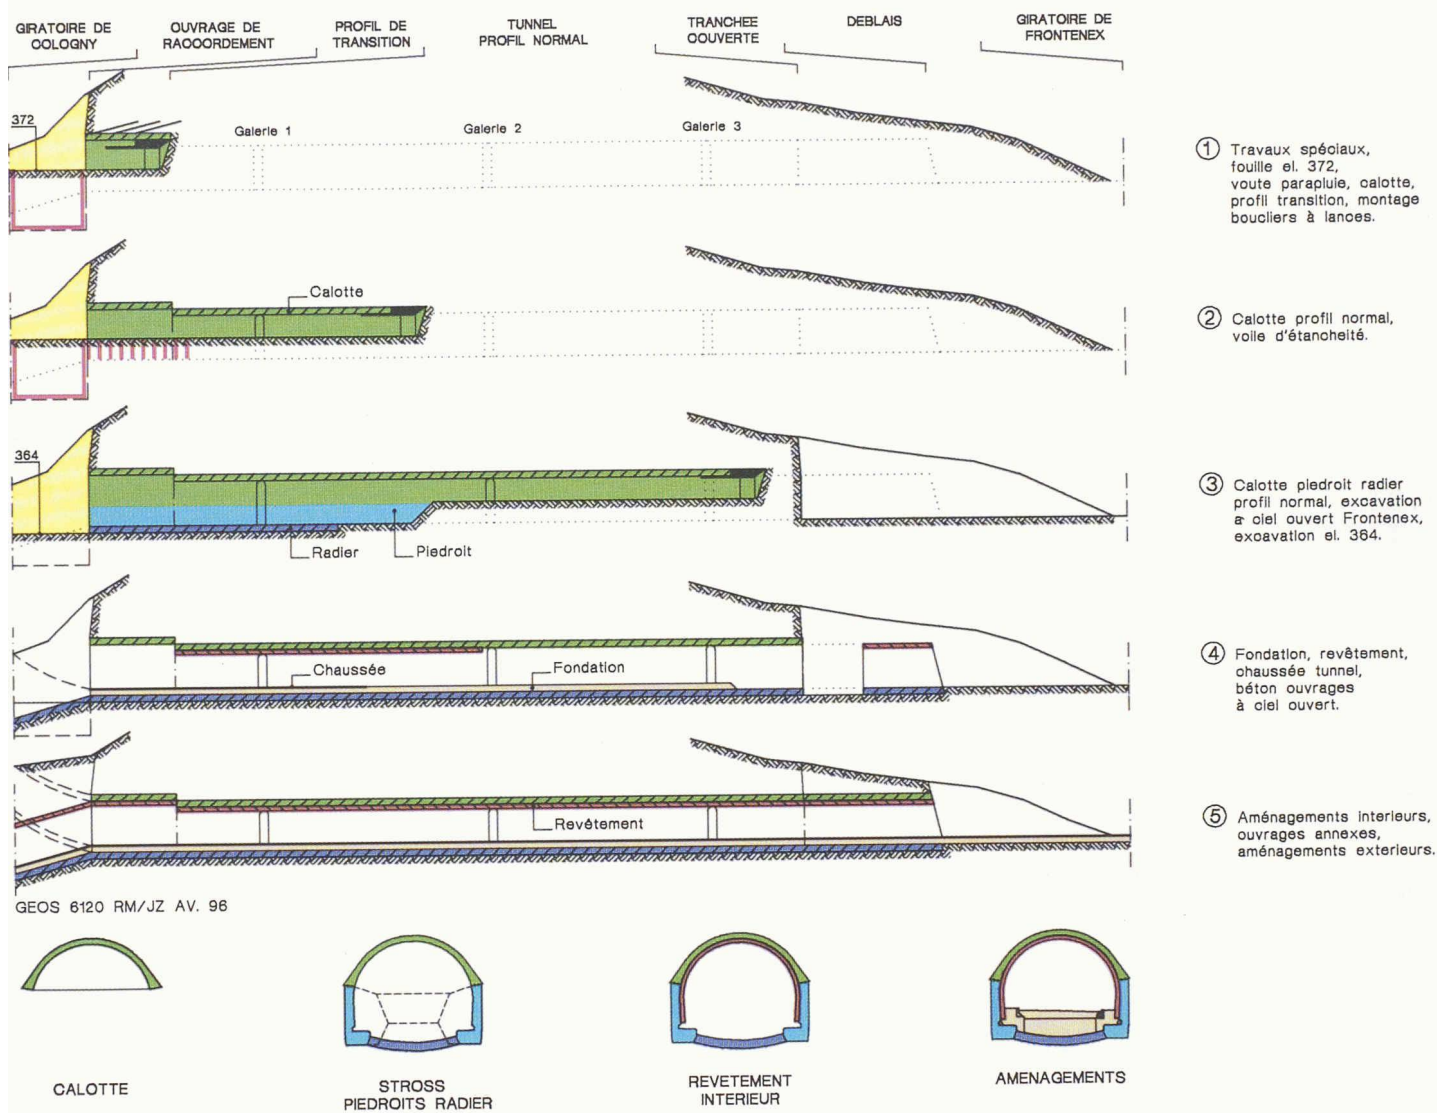 GIRATOIRE DE
COLOGNY
OUVRAGE DE
RACCORDEMENT
PROFIL DE
TRANSITION
TUNNEL
PROFIL NORMAL
TRANCHEE
COUVERTE
DEBLAIS
GIRATOIRE DE
FRONTENEX
372
Galerie 1
Galerie 2
Galerie 3
1 Travaux spéciaux,
fouille el. 372,
voute parapluie, calotte,
profil transition, montage
boucliers à lances.
Calotte
2 Calotte profil normal,
voile d'étancheité.
364
Radier
Piedroit
3 Calotte piedroit radier
profil normal, excavation
a ciel ouvert Frontenex,
excavation el. 364.
Chaussée
Fondation
4 Fondation, revêtement,
chaussée tunnel,
béton ouvrages
à ciel ouvert.
Revêtement
5 Aménagements interieurs,
ouvrages annexes,
aménagements exterieurs.
GEOS 6120 RM/JZ AV. 96
CALOTTE
STROSS
PIEDROITS RADIER
REVETEMENT
INTERIEUR
AMENAGEMENTS